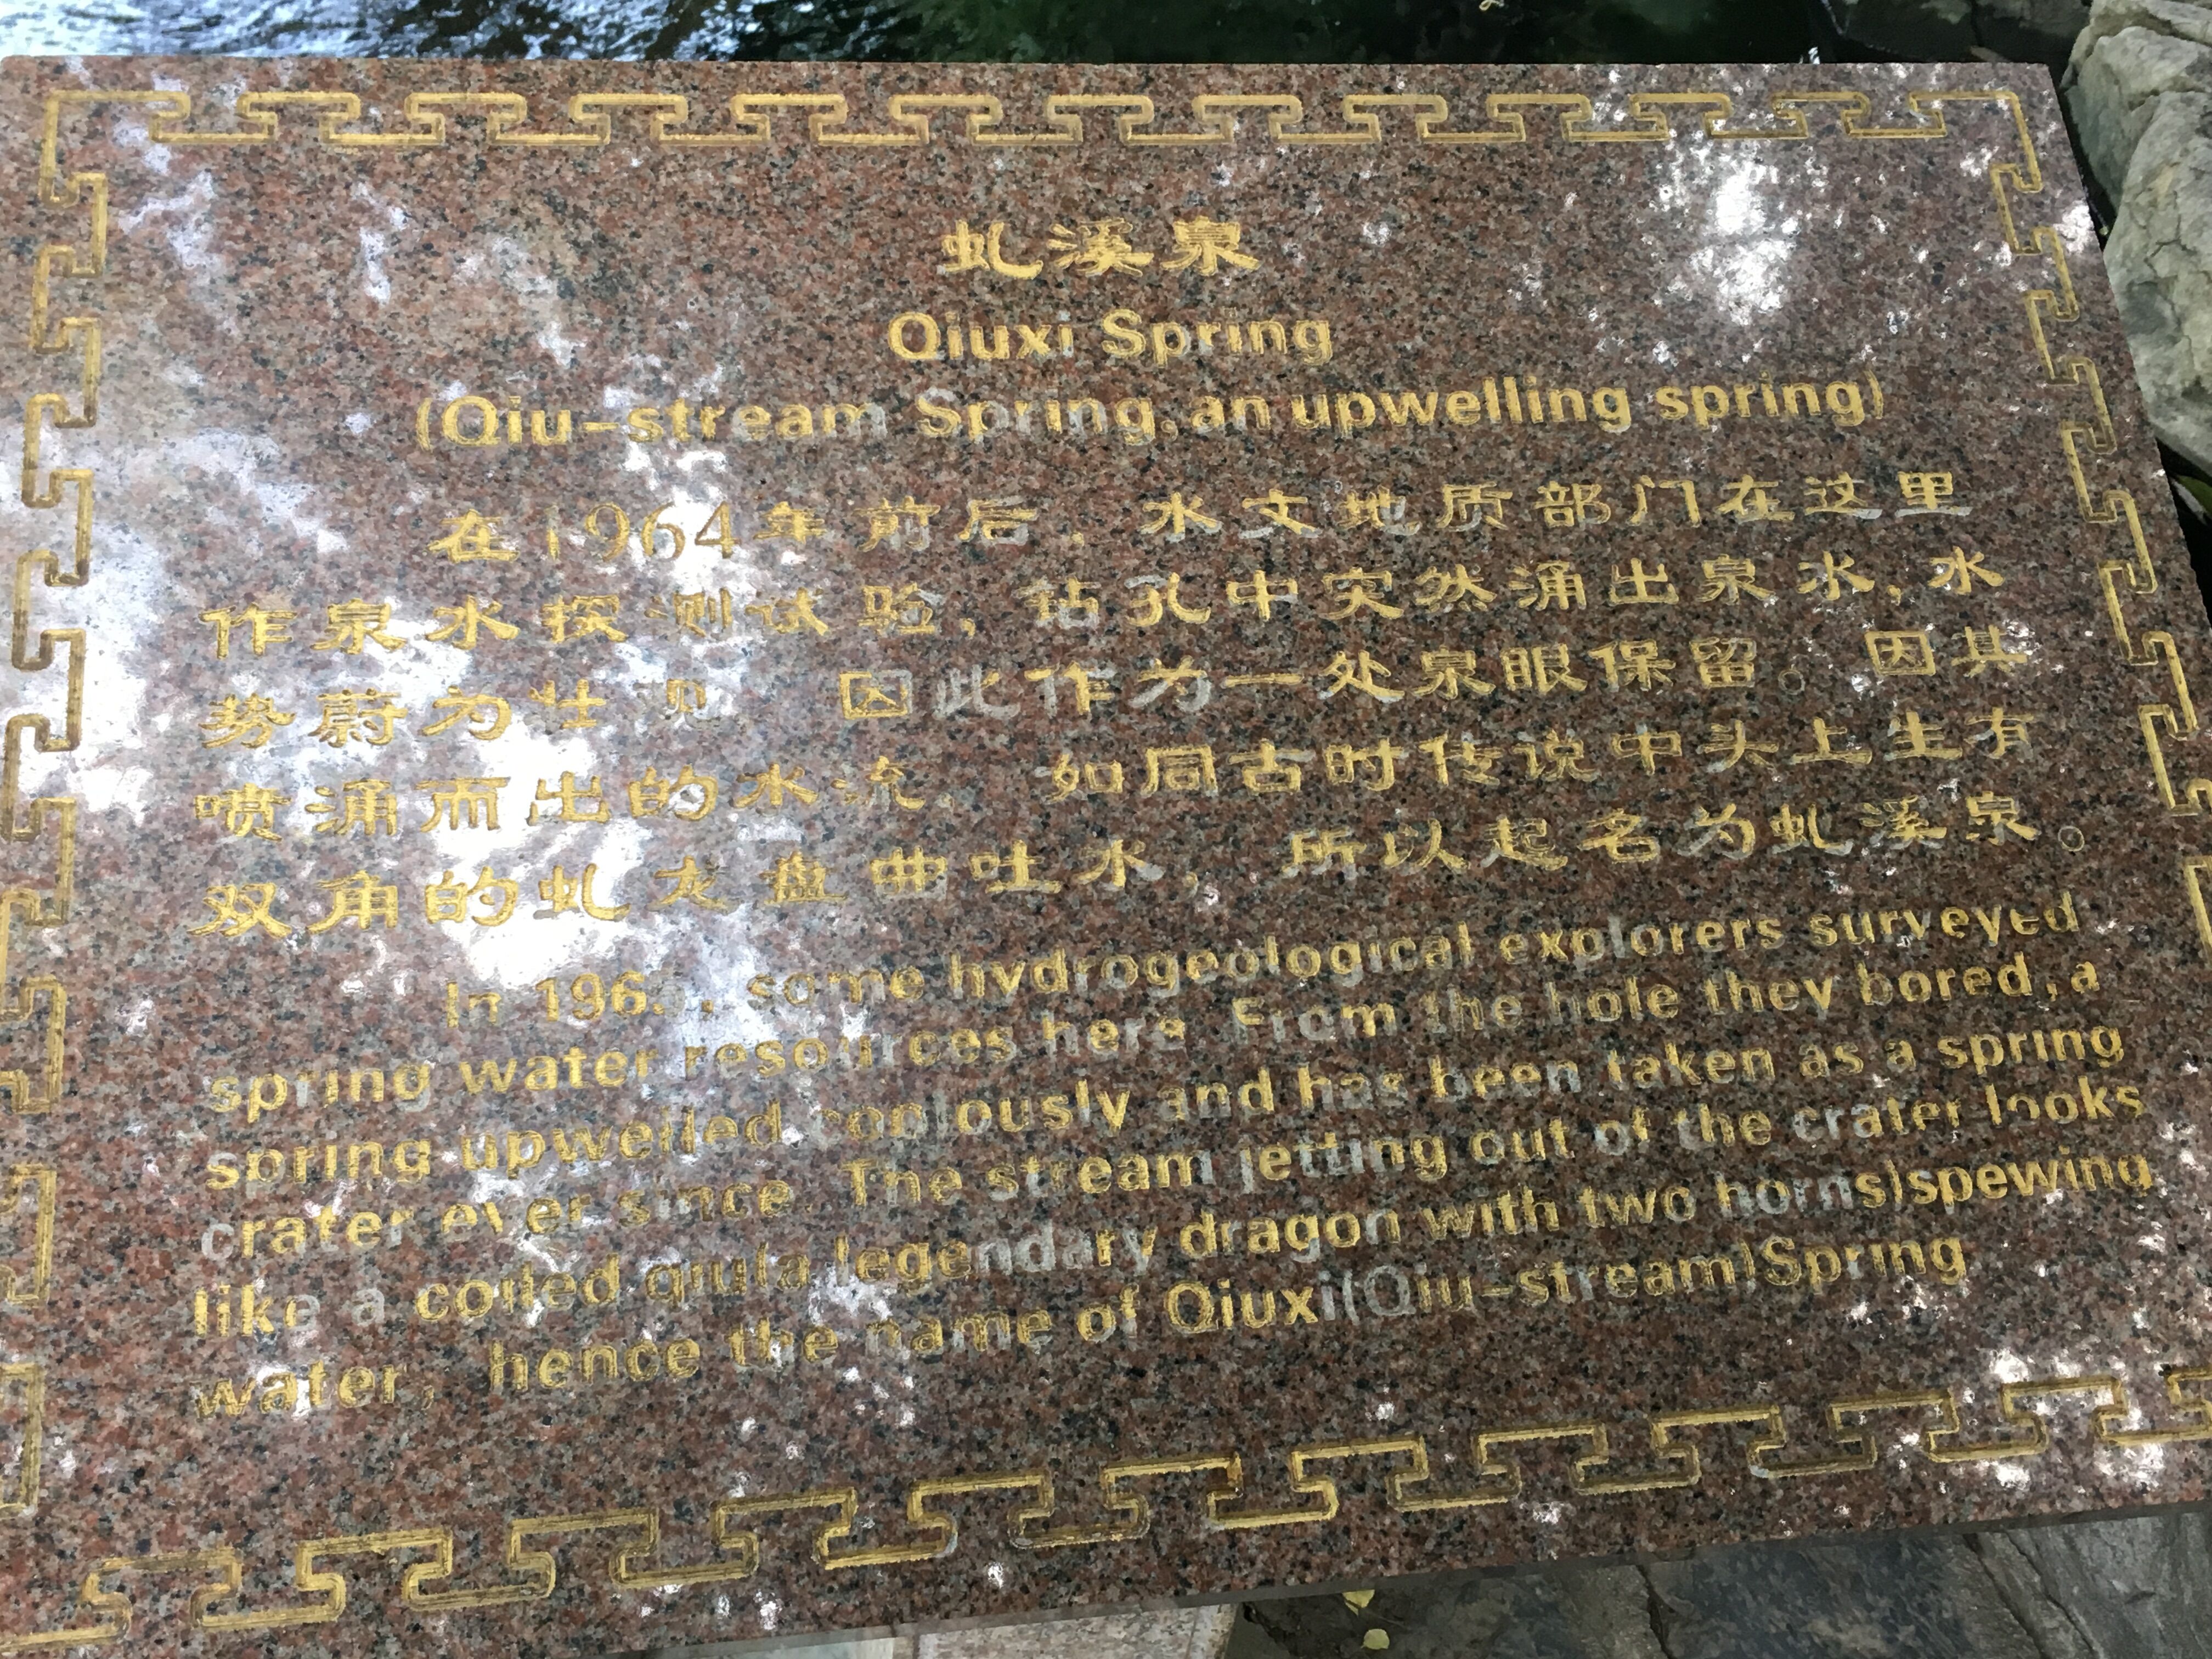 虬溪泉
Qiuxi Spring
(Qiu-stream Spring,an upwelling spring)
在1964年前后，水文地质部门在这里
作泉水探测试验，钻孔中突然涌出泉水，水
势蔚为壮观 因此作为一处泉眼保留。因其
喷涌而出的水流， 如同古时传说中头上生有
双角的虬龙盘曲吐水， 所以起名为虬溪泉。
In some hydrogeological explorers surveyed
spring water resources here From the hole they bored,a
spring upwelled copiously and has been taken as a spring
crater ever since. The stream jetting out of the crater looks
like a coiled qiu(a legendary dragon with two horns)spewing
water, hence the name of Qiuxi(Qiu-stream)Spring